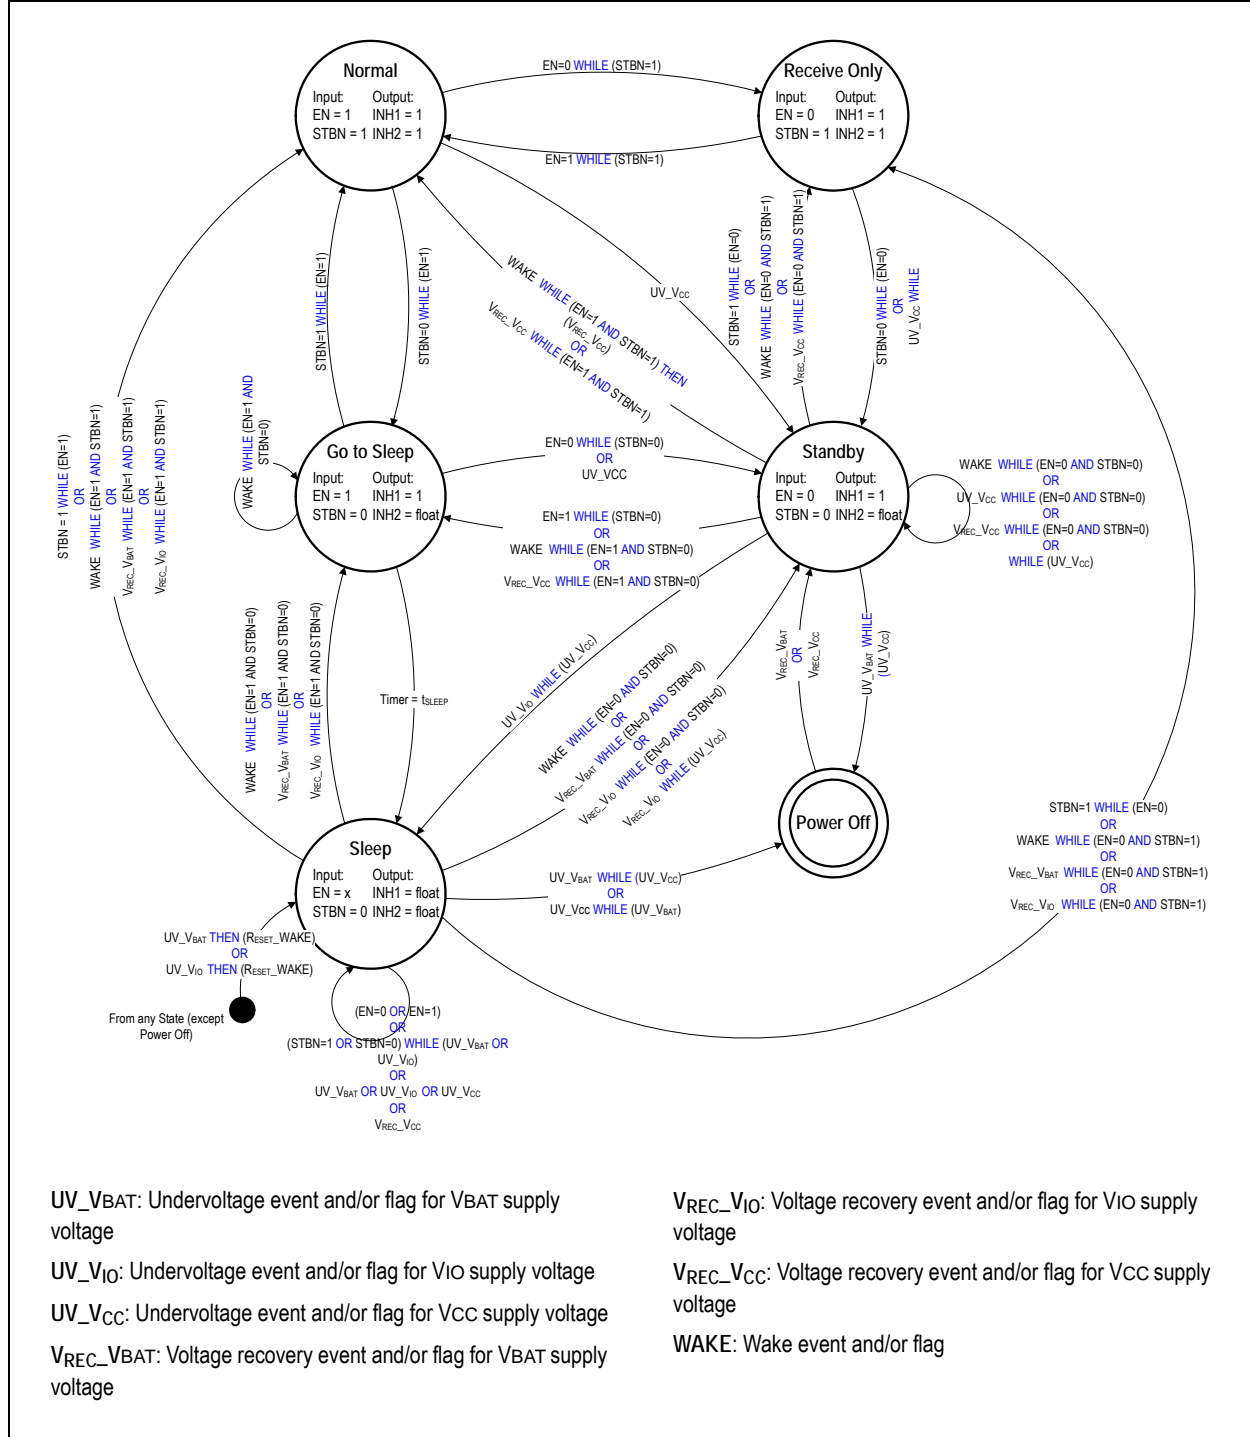 EN=0 WHILE (STBN=1)
Normal
Input: Output:
EN = 1 INH1 = 1
STBN = 1 INH2 = 1
Receive Only
Input: Output:
EN = 0 INH1 = 1
STBN = 1 INH2 = 1
EN=1 WHILE (STBN=1)
STBN=1 WHILE (EN=1)
STBN=0 WHILE (EN=1)
WAKE WHILE (EN=1 AND STBN=1) THEN
(VREC_VCC)
OR
VREC_VCC WHILE (EN=1 AND STBN=1)
UV_VCC
STBN=1 WHILE (EN=0)
OR
WAKE WHILE (EN=0 AND STBN=1)
OR
VREC_VCC WHILE (EN=0 AND STBN=1)
STBN=0 WHILE (EN=0)
OR
UV_VCC WHILE
STBN = 1 WHILE (EN=1)
OR
WAKE WHILE (EN=1 AND STBN=1)
OR
VREC_VBAT WHILE (EN=1 AND STBN=1)
OR
VREC_VIO WHILE (EN=1 AND STBN=1)
WAKE WHILE (EN=1 AND
STBN=0)
Go to Sleep
Input: Output:
EN = 1 INH1 = 1
STBN = 0 INH2 = float
EN=0 WHILE (STBN=0)
OR
UV_VCC
Standby
Input: Output:
EN = 0 INH1 = 1
STBN = 0 INH2 = float
WAKE WHILE (EN=0 AND STBN=0)
OR
UV_VCC WHILE (EN=0 AND STBN=0)
OR
VREC_VCC WHILE (EN=0 AND STBN=0)
OR
WHILE (UV_VCC)
EN=1 WHILE (STBN=0)
OR
WAKE WHILE (EN=1 AND STBN=0)
OR
VREC_VCC WHILE (EN=1 AND STBN=0)
WAKE WHILE (EN=1 AND STBN=0)
OR
VREC_VBAT WHILE (EN=1 AND STBN=0)
OR
VREC_VIO WHILE (EN=1 AND STBN=0)
Timer = tSLEEP
UV_VIO WHILE (UV_VCC)
WAKE WHILE (EN=0 AND STBN=0)
OR
VREC_VBAT WHILE (EN=0 AND STBN=0)
OR
VREC_VIO WHILE (EN=0 AND STBN=0)
OR
VREC_VIO WHILE (UV_VCC)
VREC_VBAT
OR
VREC_VCC
UV_VBAT WHILE
(UV_VCC)
Power Off
STBN=1 WHILE (EN=0)
OR
WAKE WHILE (EN=0 AND STBN=1)
OR
VREC_VBAT WHILE (EN=0 AND STBN=1)
OR
VREC_VIO WHILE (EN=0 AND STBN=1)
Sleep
Input: Output:
EN = x INH1 = float
STBN = 0 INH2 = float
UV_VBAT WHILE (UV_VCC)
OR
UV_Vcc WHILE (UV_VBAT)
UV_VBAT THEN (RESET_WAKE)
OR
UV_VIO THEN (RESET_WAKE)
From any State (except
Power Off)
(EN=0 OR EN=1)
OR
(STBN=1 OR STBN=0) WHILE (UV_VBAT OR
UV_VIO)
OR
UV_VBAT OR UV_VIO OR UV_VCC
OR
VREC_VCC
UV_VBAT: Undervoltage event and/or flag for VBAT supply
voltage
UV_VIO: Undervoltage event and/or flag for VIO supply voltage
UV_VCC: Undervoltage event and/or flag for VCC supply voltage
VREC_VBAT: Voltage recovery event and/or flag for VBAT supply
voltage
VREC_VIO: Voltage recovery event and/or flag for VIO supply
voltage
VREC_VCC: Voltage recovery event and/or flag for VCC supply
voltage
WAKE: Wake event and/or flag